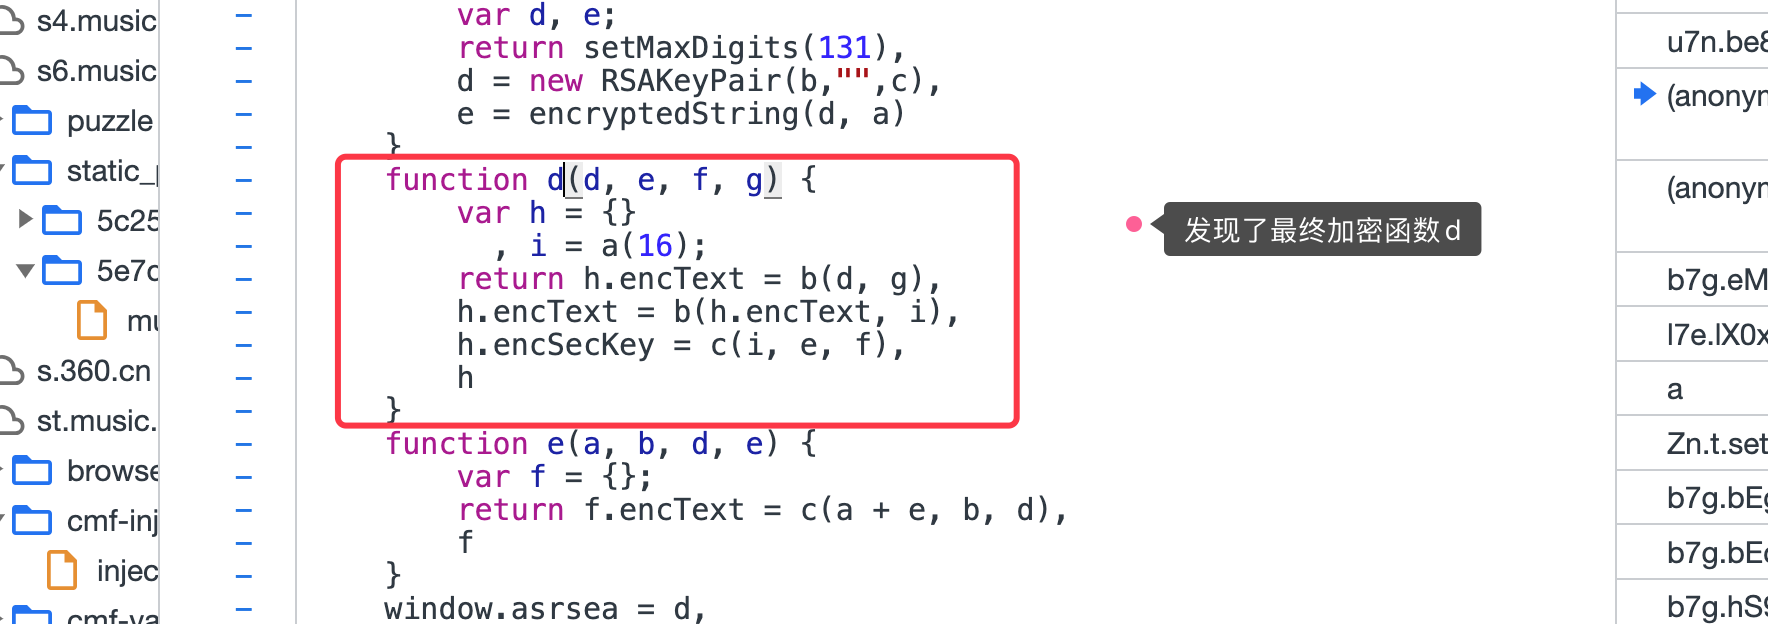 s4.music
s6.music
puzzle
static_
5c25
5e7c
mu
s.360.cn
st.music.
browse
cmf-inj
injec
cmf-va
var d, e;
return setMaxDigits(131),
d = new RSAKeyPair(b,"",c),
e = encryptedString(d, a)
}
function d(d, e, f, g) {
var h = {}
, i = a(16);
return h.encText = b(d, g),
h.encText = b(h.encText, i),
h.encSecKey = c(i, e, f),
h
}
function e(a, b, d, e) {
var f = {};
return f.encText = c(a + e, b, d),
f
}
window.asrsea = d,
发现了最终加密函数d
u7n.be8
(anonym
(anonym
b7g.eM
l7e.lX0x
a
Zn.t.set
b7g.bEg
b7g.bEc
b7g.hS9